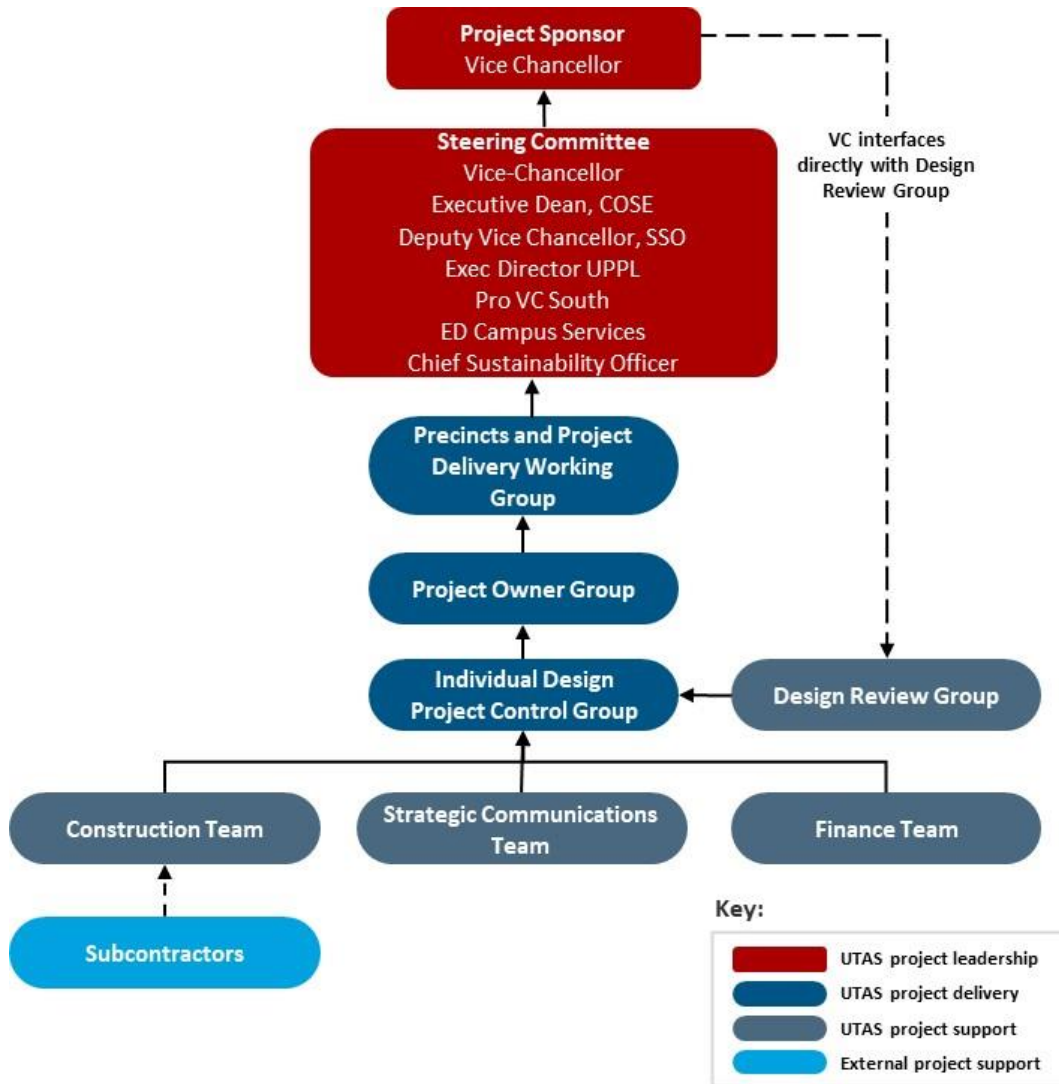 Project Sponsor
Vice Chancellor
VC interfaces
directly with Design
Review Group
Steering Committee
Vice-Chancellor
Executive Dean, COSE
Deputy Vice Chancellor, SSO
Exec Director UPPL
Pro VC South
ED Campus Services
Chief Sustainability Officer
Precincts and Project
Delivery Working
Group
Project Owner Group
Individual Design
Project Control Group
Design Review Group
Construction Team
Strategic Communications
Team
Finance Team
Subcontractors
Key:
UTAS project leadership
UTAS project delivery
UTAS project support
External project support